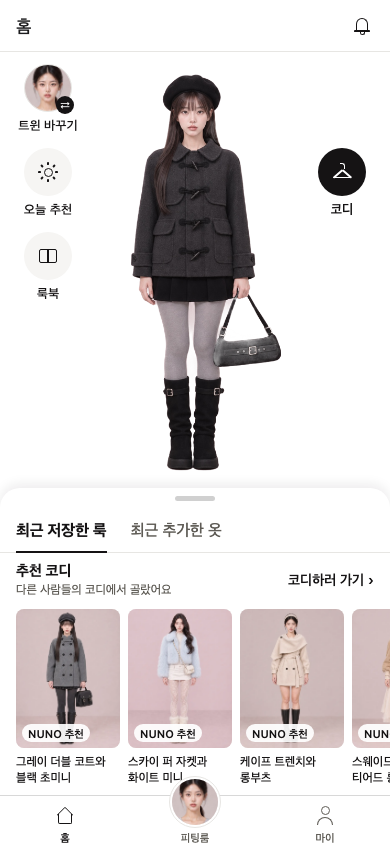 홈
트윈 바꾸기
오늘 추천
룩북
코디
최근 저장한 룩
최근 추가한 옷
추천 코디
다른 사람들의 코디에서 골랐어요
코디하러 가기 ›
NUNO 추천
NUNO 추천
NUNO 추천
NUN
그레이 더블 코트와
블랙 초미니
스카이 퍼 자켓과
화이트 미니
케이프 트렌치와
롱부츠
스웨이드
티어드
홈
피팅룸
마이